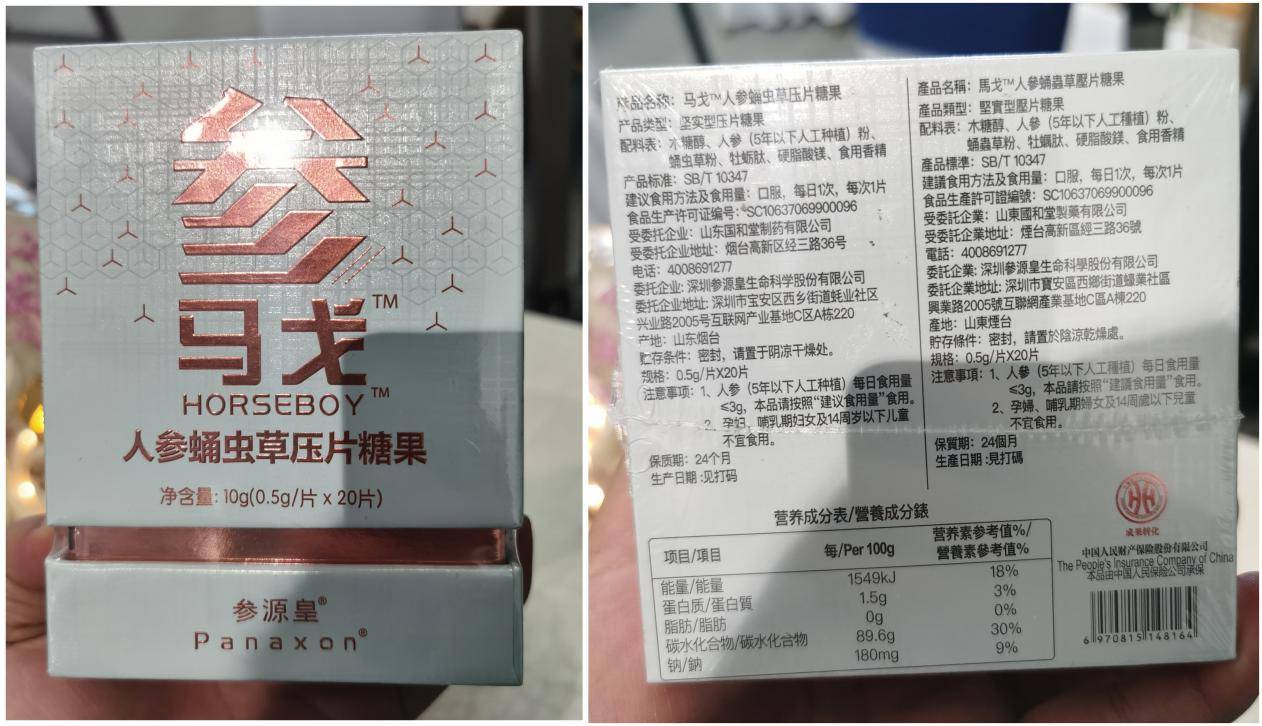 参
马戈™
HORSEBOY™
人参蛹虫草压片糖果
净含量: 10g(0.5g/片 x 20片)
参源皇®
Panaxon®
品名称：马戈™人参蛹虫草压片糖果
产品类型：坚实型压片糖果
配料表：木糖醇、人参（5年以下人工种植）粉、
蛹虫草粉、牡蛎肽、硬脂酸镁、食用香精
产品标准：SB/T 10347
建议食用方法及食用量：口服，每日1次，每次1片
食品生产许可证编号：SC10637069900096
受委托企业：山东国和堂制药有限公司
受委托企业地址：烟台高新区经三路36号
电话：4008691277
委托企业: 深圳参源皇生命科学股份有限公司
委托企业地址: 深圳市宝安区西乡街道蚝业社区
兴业路2005号互联网产业基地C区A栋220
产地：山东烟台
贮存条件：密封，请置于阴凉干燥处。
规格：0.5g/片X20片
注意事项：1、人参（5年以下人工种植）每日食用量
≤3g，本品请按照“建议食用量”食用。
2、孕妇、哺乳期妇女及14周岁以下儿童
不宜食用。
保质期：24个月
生产日期:见打码
產品名稱：馬戈™人參蛹蟲草壓片糖果
產品類型：堅實型壓片糖果
配料表：木糖醇、人參（5年以下人工種植）粉、
蛹蟲草粉、牡蠣肽、硬脂酸鎂、食用香精
產品標準：SB/T 10347
建議食用方法及食用量：口服，每日1次，每次1片
食品生產許可證編號：SC10637069900096
受委託企業：山東國和堂製藥有限公司
受委託企業地址：煙台高新區經三路36號
電話：4008691277
委託企業: 深圳參源皇生命科學股份有限公司
委託企業地址: 深圳市寶安區西鄉街道蠔業社區
興業路2005號互聯網產業基地C區A棟220
產地：山東煙台
貯存條件：密封，請置於陰涼乾燥處。
規格：0.5g/片X20片
注意事項：1、人參（5年以下人工種植）每日食用量
≤3g，本品請按照“建議食用量”食用。
2、孕婦、哺乳期婦女及14周歲以下兒童
不宜食用。
保質期：24個月
生產日期：見打碼
营养成分表/營養成分錶
项目/項目 每/Per 100g 营养素参考值%/營養素參考值%
能量/能量 1549kJ 18%
蛋白质/蛋白質 1.5g 3%
脂肪/脂肪 0g 0%
碳水化合物/碳水化合物 89.6g 30%
钠/鈉 180mg 9%
成果转化
中国人民财产保险股份有限公司
The People's Insurance Company of China
本品由中国人民保险公司承保
6 970815 148164